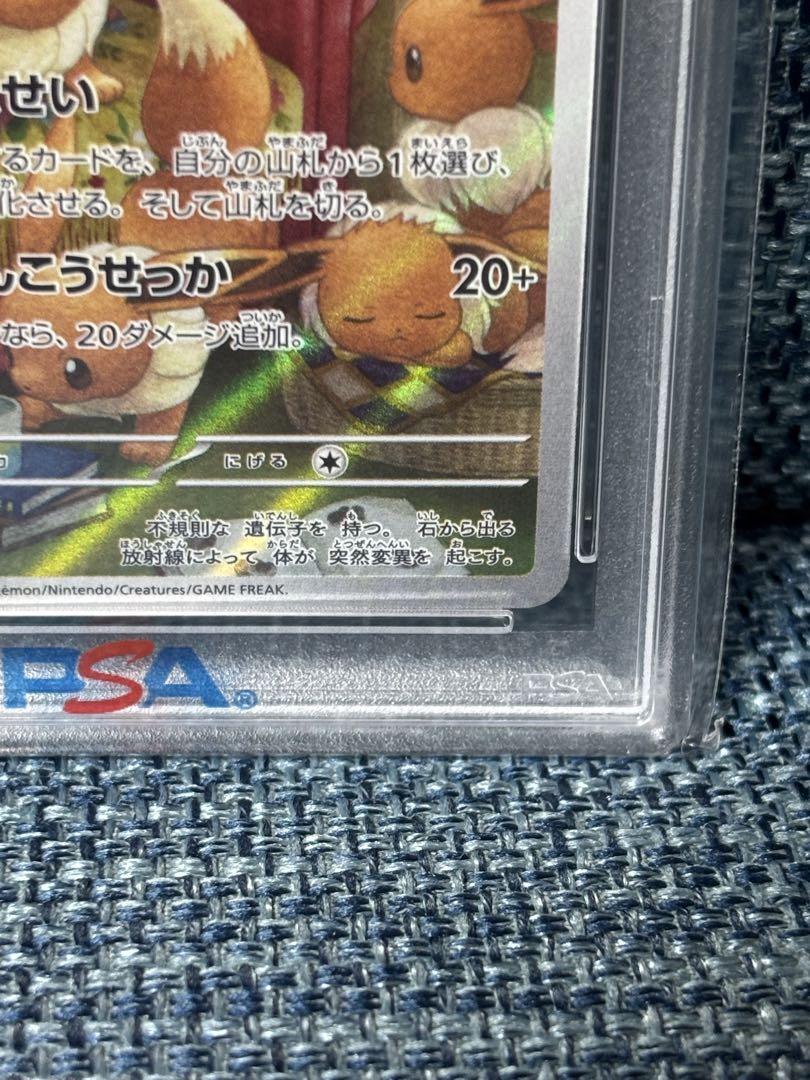 せい
るカードを、自分の山札から1枚選び、
化させる。そして山札を切る。
んこうせっか 20+
なら、20ダメージ追加。
にげる
不規則な 遺伝子を 持つ。 石から出る
放射線によって 体が 突然変異を 起こす。
émon/Nintendo/Creatures/GAME FREAK.
PSA®
PSA